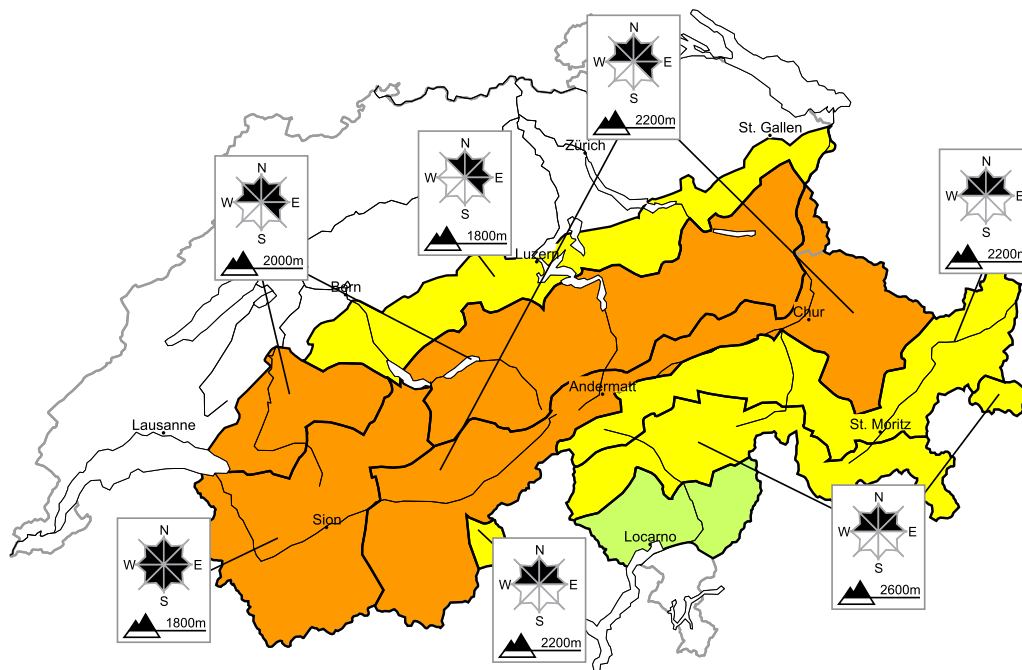 N
W E
S
2200m
St. Gallen
Zürich
N
W E
S
1800m
N
W E
S
2000m
N
W E
S
2200m
Luzern
Bern
Chur
Andermatt
St. Moritz
Lausanne
Sion
Locarno
N
W E
S
1800m
N
W E
S
2200m
N
W E
S
2600m